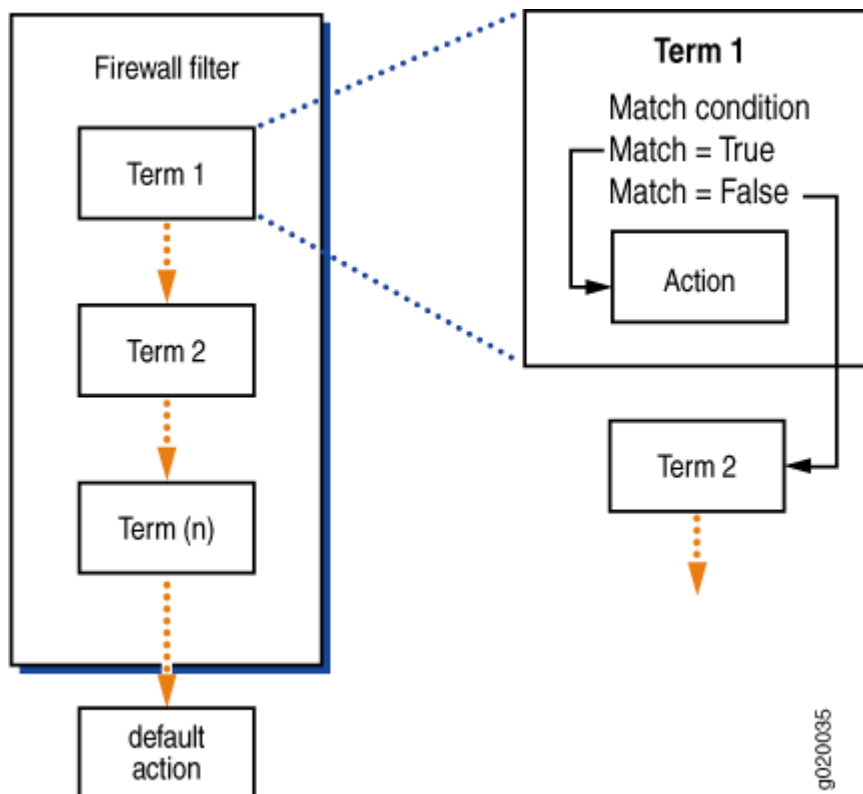 Firewall filter
Term 1
Term 2
Term (n)
default
action
Term 1
Match condition
Match = True
Match = False
Action
Term 2
g020035